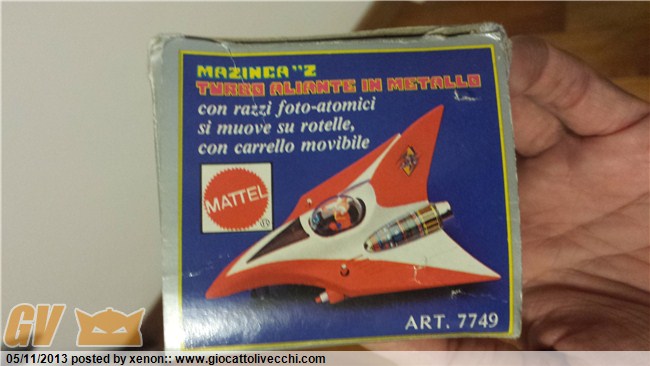 MAZINGA "Z
TURBO ALIANTE IN METALLO
con razzi foto-atomici
si muove su rotelle,
con carrello movibile
MATTEL
®
ART. 7749
GV
05/11/2013 posted by xenon:: www.giocattolivecchi.com